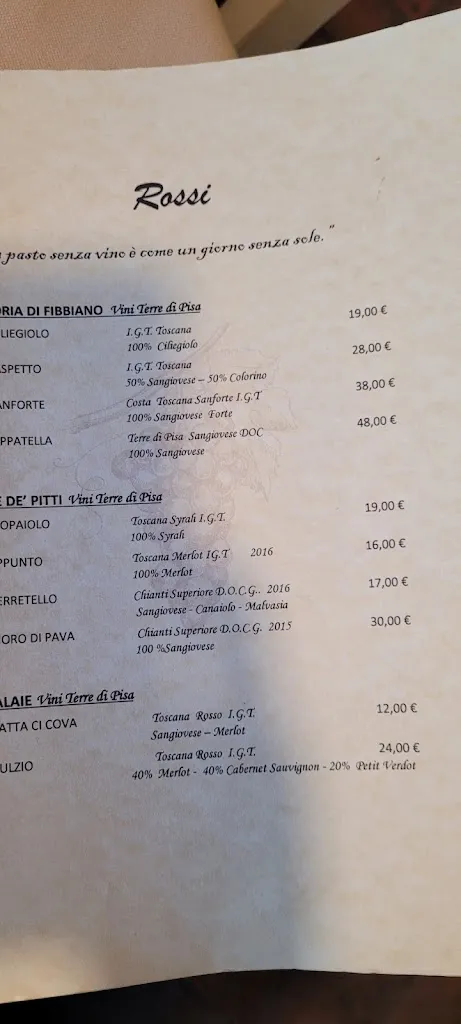 Rossi
pasto senza vino è come un giorno senza sole."
ORIA DI FIBBIANO Vini Terre di Pisa
LIEGIOLO I.G.T. Toscana 19,00 €
100% Ciliegiolo
SPETTO I.G.T. Toscana 28,00 €
50% Sangiovese – 50% Colorino
ANFORTE Costa Toscana Sanforte I.G.T 38,00 €
100% Sangiovese Forte
PPATELLA Terre di Pisa Sangiovese DOC 48,00 €
100% Sangiovese
E DE' PITTI Vini Terre di Pisa
OPAIOLO Toscana Syrah I.G.T. 19,00 €
100% Syrah
PPUNTO Toscana Merlot IGT 2016 16,00 €
100% Merlot
ERRETELLO Chianti Superiore D.O.C.G.. 2016 17,00 €
Sangiovese - Canaiolo - Malvasia
ORO DI PAVA Chianti Superiore D.O.C.G. 2015 30,00 €
100 %Sangiovese
ALAIE Vini Terre di Pisa
ATTA CI COVA Toscana Rosso I.G.T. 12,00 €
Sangiovese – Merlot
ULZIO Toscana Rosso I.G.T. 24,00 €
40% Merlot - 40% Cabernet Sauvignon - 20% Petit Verdot